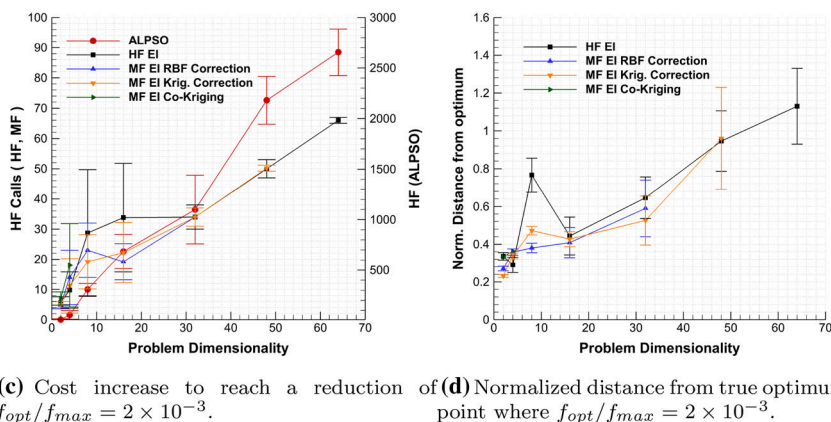 100
90
80
70
60
50
40
30
20
10
0
HF Calls ( HF, MF )
3000
2500
2000
1500
1000
500
HF (ALPSO)
ALPSO
HF EI
MF EI RBF Correction
MF EI Krig. Correction
MF EI Co-Kriging
0 10 20 30 40 50 60 70
Problem Dimensionality
1.6
1.4
1.2
1
0.8
0.6
0.4
0.2
0
Norm. Distance from optimum
HF EI
MF EI RBF Correction
MF EI Krig. Correction
MF EI Co-Kriging
0 10 20 30 40 50 60 70
Problem Dimensionality
(c) Cost increase to reach a reduction of
f_opt/f_max = 2 × 10⁻³.
(d) Normalized distance from true optimum
point where f_opt/f_max = 2 × 10⁻³.